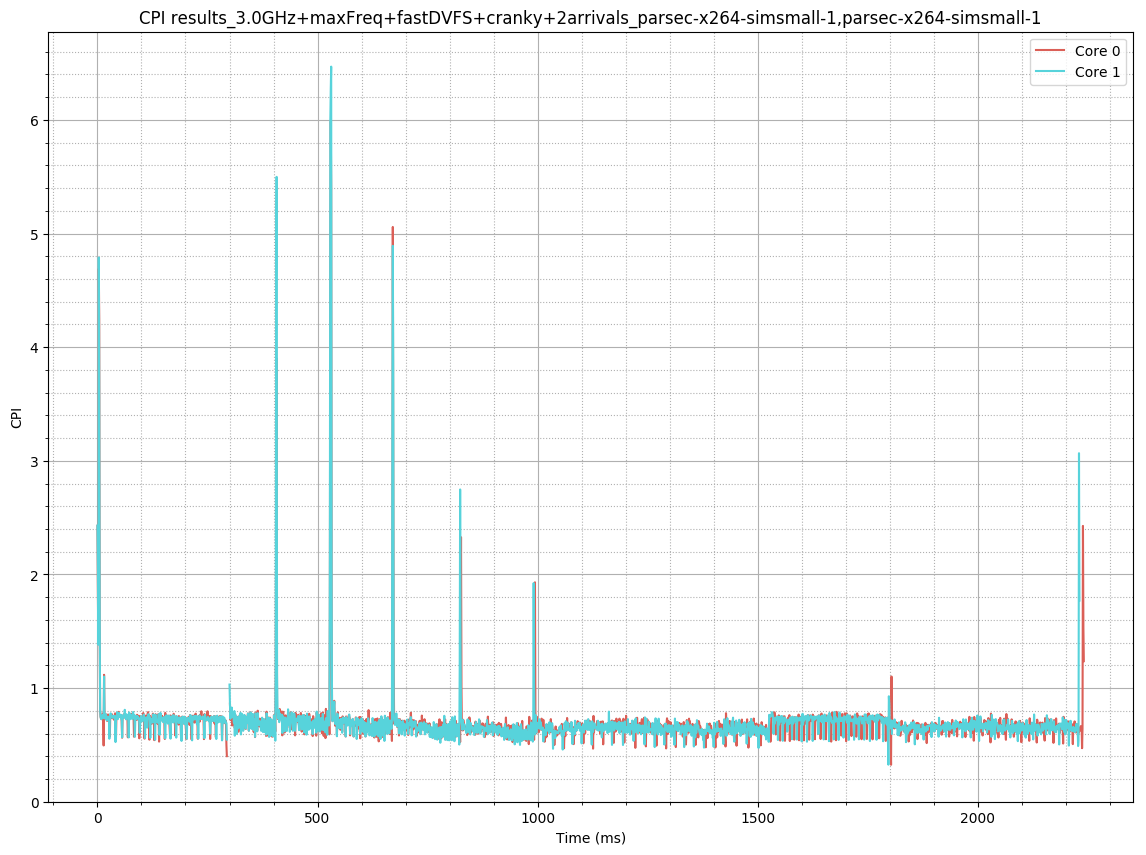 CPI results_3.0GHz+maxFreq+fastDVFS+cranky+2arrivals_parsec-x264-simsmall-1,parsec-x264-simsmall-1
Core 0
Core 1
6
5
4
3
2
1
0
CPI
0
500
1000
1500
2000
Time (ms)